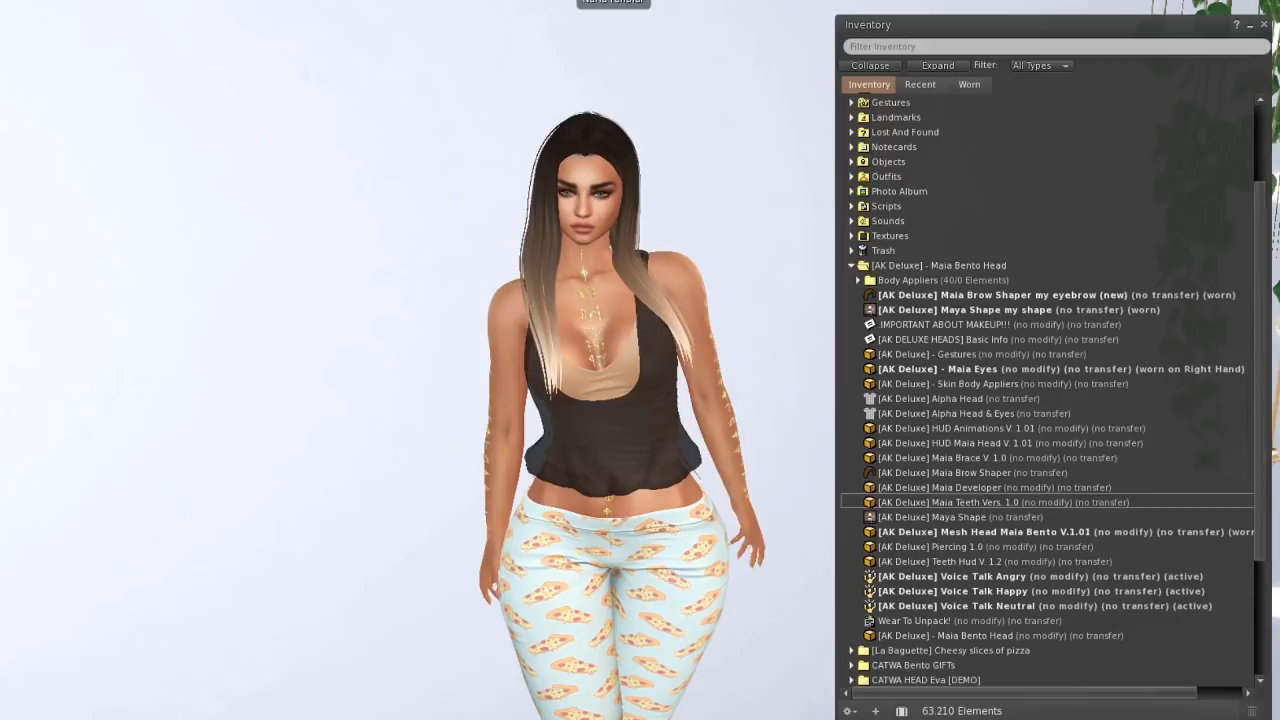 Inventory
Filter Inventory
Collapse Expand Filter: All Types
Inventory Recent Worn
Gestures
Landmarks
Lost And Found
Notecards
Objects
Outfits
Photo Album
Scripts
Sounds
Textures
Trash
[AK Deluxe] - Maia Bento Head
Body Appliers (40/0 Elements)
[AK Deluxe] Maia Brow Shaper my eyebrow (new) (no transfer) (worn)
[AK Deluxe] Maya Shape my shape (no transfer) (worn)
.IMPORTANT ABOUT MAKEUP!!! (no modify) (no transfer)
[AK DELUXE HEADS] Basic Info (no modify) (no transfer)
[AK Deluxe] - Gestures (no modify) (no transfer)
[AK Deluxe] - Maia Eyes (no modify) (no transfer) (worn on Right Hand)
[AK Deluxe] - Skin Body Appliers (no modify) (no transfer)
[AK Deluxe] Alpha Head (no transfer)
[AK Deluxe] Alpha Head & Eyes (no transfer)
[AK Deluxe] HUD Animations V. 1.01 (no modify) (no transfer)
[AK Deluxe] HUD Maia Head V. 1.01 (no modify) (no transfer)
[AK Deluxe] Maia Brace V. 1.0 (no modify) (no transfer)
[AK Deluxe] Maia Brow Shaper (no transfer)
[AK Deluxe] Maia Developer (no modify) (no transfer)
[AK Deluxe] Maia Teeth Vers. 1.0 (no modify) (no transfer)
[AK Deluxe] Maya Shape (no transfer)
[AK Deluxe] Mesh Head Maia Bento V.1.01 (no modify) (no transfer) (worn
[AK Deluxe] Piercing 1.0 (no modify) (no transfer)
[AK Deluxe] Teeth Hud V. 1.2 (no modify) (no transfer)
[AK Deluxe] Voice Talk Angry (no modify) (no transfer) (active)
[AK Deluxe] Voice Talk Happy (no modify) (no transfer) (active)
[AK Deluxe] Voice Talk Neutral (no modify) (no transfer) (active)
Wear To Unpack! (no modify) (no transfer)
[AK Deluxe] - Maia Bento Head (no modify) (no transfer)
[La Baguette] Cheesy slices of pizza
CATWA Bento GIFTs
CATWA HEAD Eva [DEMO]
63.210 Elements